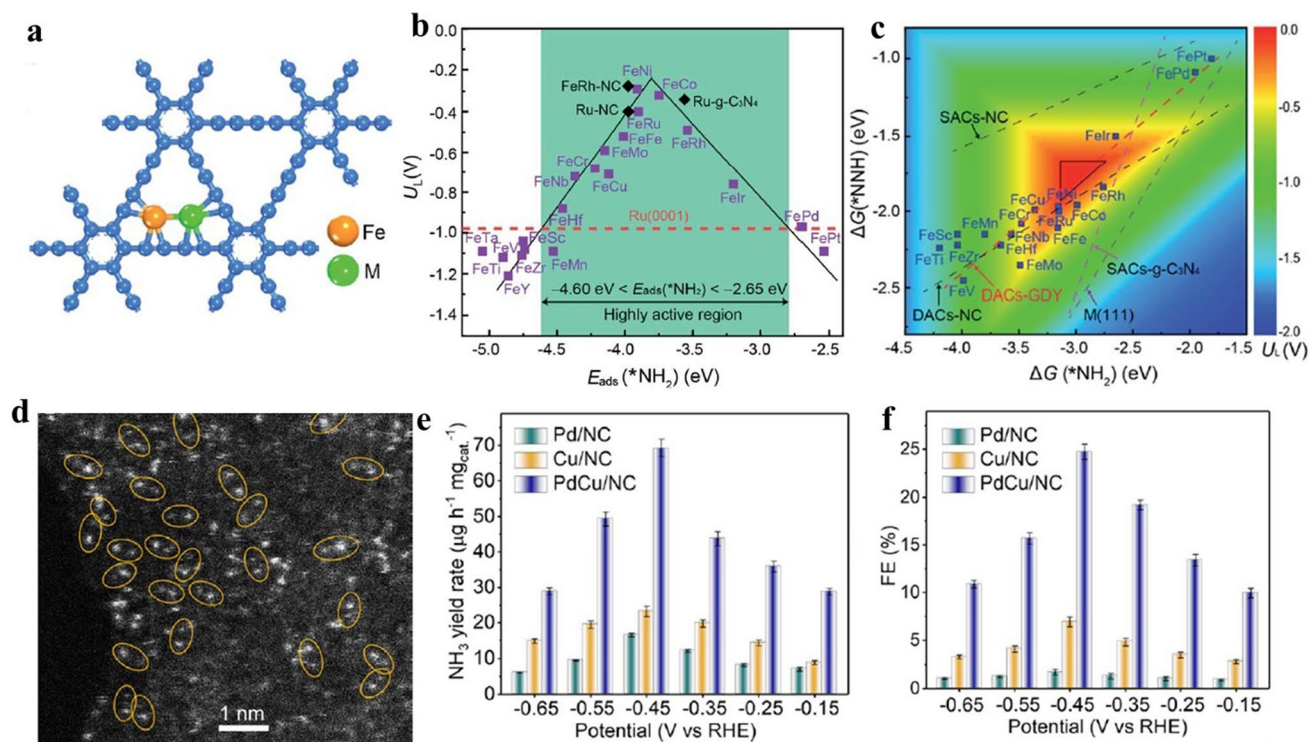 a
Fe
M
b
U_L(V)
0.0
-0.2
-0.4
-0.6
-0.8
-1.0
-1.2
-1.4
FeRh-NC
FeNi
FeCo
Ru-NC
Ru-g-C₃N₄
FeRu
FeFe
FeRh
FeMo
FeCr
FeNb
FeCu
FeIr
FeHf
Ru(0001)
FePd
FeTa
FeV
FeSc
FePt
FeTi
FeZr
FeMn
FeY
−4.60 eV < E_ads(*NH₂) < −2.65 eV
Highly active region
-5.0 -4.5 -4.0 -3.5 -3.0 -2.5
E_ads (*NH₂) (eV)
c
ΔG(*NNH) (eV)
-1.0
-1.5
-2.0
-2.5
FePt
FePd
SACs-NC
FeIr
FeNi
FeRh
FeCu
FeMn
FeCr
FeRu
FeCo
FeSc
FeNb
FeFe
FeTi
FeZr
FeHf
FeMo
SACs-g-C₃N₄
FeV
DACs-GDY
DACs-NC
M(111)
-4.5 -4.0 -3.5 -3.0 -2.5 -2.0 -1.5
ΔG (*NH₂) (eV)
0.0
-0.5
-1.0
-1.5
-2.0
U_L(V)
d
1 nm
e
NH₃ yield rate (μg h⁻¹ mg_cat.⁻¹)
70
60
50
40
30
20
10
0
Pd/NC
Cu/NC
PdCu/NC
-0.65 -0.55 -0.45 -0.35 -0.25 -0.15
Potential (V vs RHE)
f
FE (%)
25
20
15
10
5
0
Pd/NC
Cu/NC
PdCu/NC
-0.65 -0.55 -0.45 -0.35 -0.25 -0.15
Potential (V vs RHE)